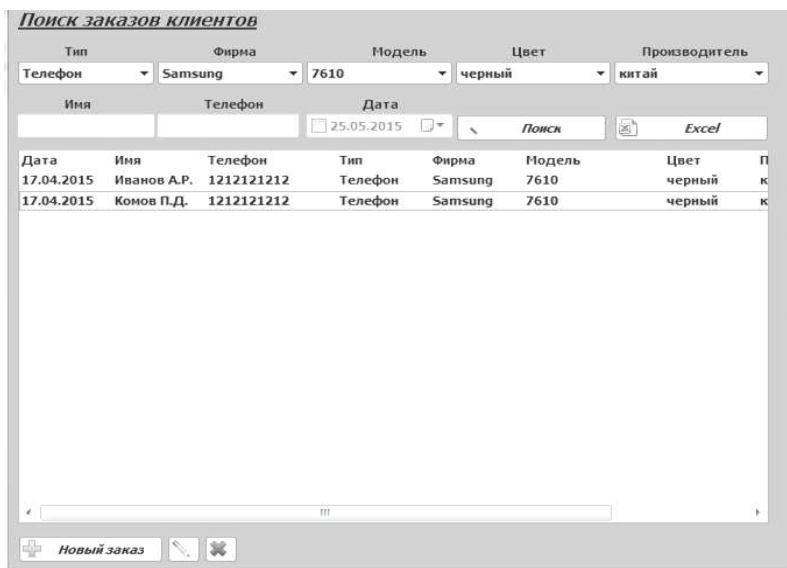 Поиск заказов клиентов
Тип Фирма Модель Цвет Производитель
Телефон Samsung 7610 черный китай
Имя Телефон Дата
25.05.2015 Поиск Excel
Дата Имя Телефон Тип Фирма Модель Цвет П
17.04.2015 Иванов А.Р. 1212121212 Телефон Samsung 7610 черный к
17.04.2015 Комов П.Д. 1212121212 Телефон Samsung 7610 черный к
Новый заказ